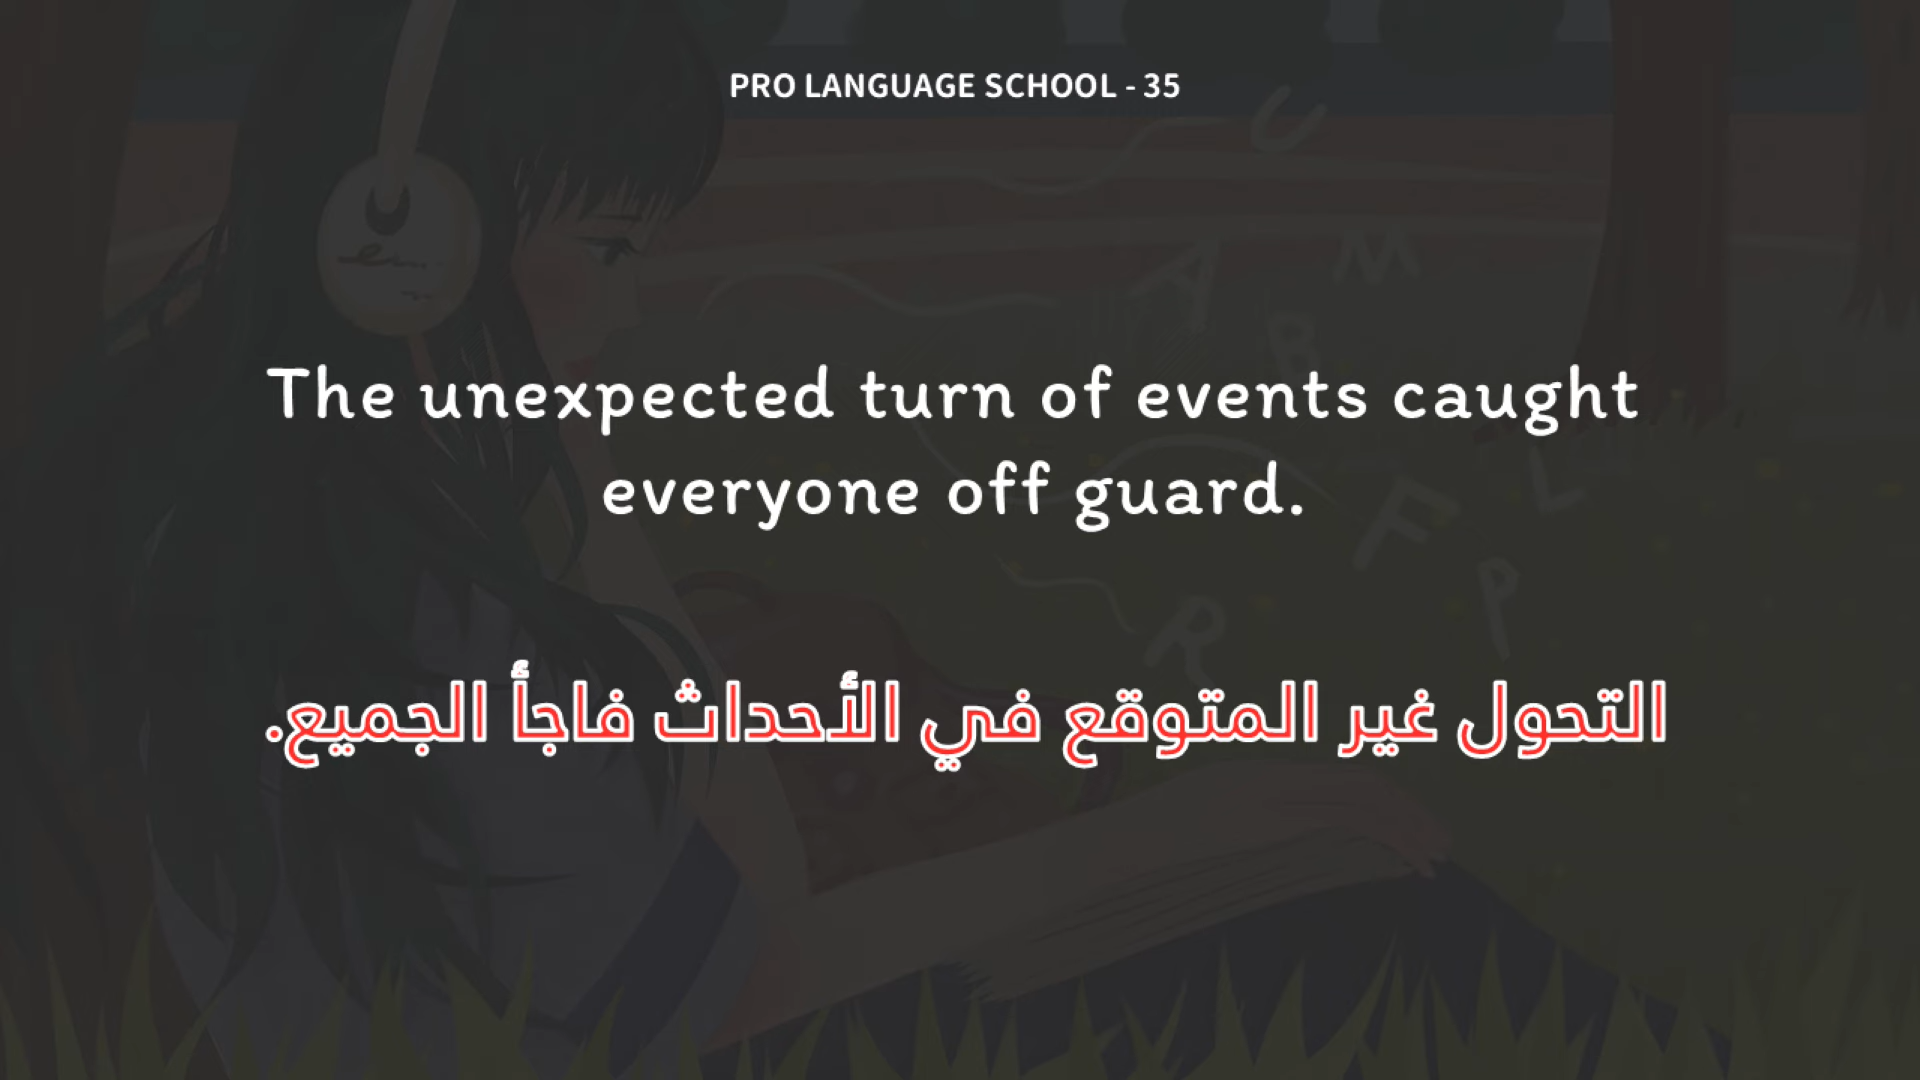 PRO LANGUAGE SCHOOL - 35
U
A M
B
The unexpected turn of events caught
everyone off guard.
L
F
P
R
التحول غير المتوقع في الأحداث فاجأ الجميع.